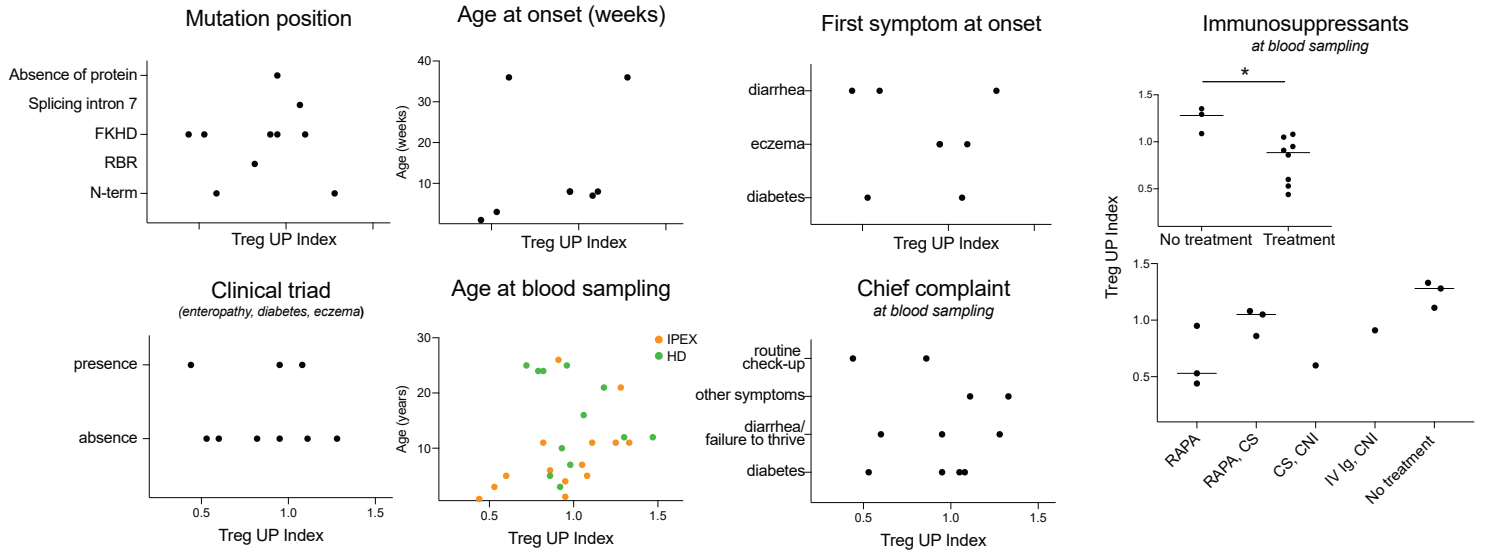 Mutation position
Absence of protein
Splicing intron 7
FKHD
RBR
N-term
Treg UP Index
Age at onset (weeks)
Age (weeks)
40
30
20
10
Treg UP Index
First symptom at onset
diarrhea
eczema
diabetes
Treg UP Index
Immunosuppressants
at blood sampling
*
1.5
1.0
0.5
No treatment
Treatment
Treg UP Index
1.5
1.0
0.5
RAPA
RAPA, CS
CS, CNI
IV Ig, CNI
No treatment
Clinical triad
(enteropathy, diabetes, eczema)
presence
absence
0.5
1.0
1.5
Treg UP Index
Age at blood sampling
Age (years)
30
20
10
IPEX
HD
0.5
1.0
1.5
Treg UP Index
Chief complaint
at blood sampling
routine
check-up
other symptoms
diarrhea/
failure to thrive
diabetes
0.5
1.0
1.5
Treg UP Index